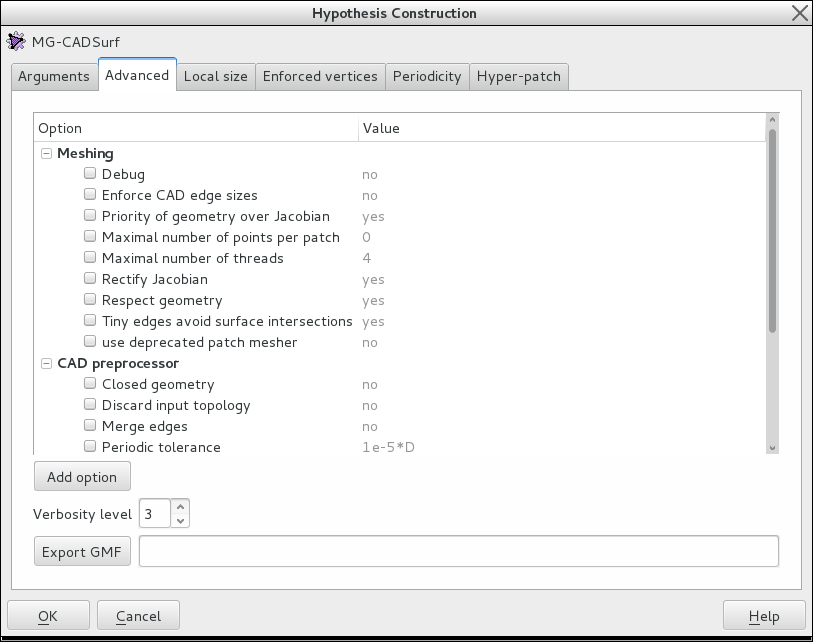 Hypothesis Construction
MG-CADSurf
Arguments Advanced Local size Enforced vertices Periodicity Hyper-patch
Option Value
Meshing
Debug no
Enforce CAD edge sizes no
Priority of geometry over Jacobian yes
Maximal number of points per patch 0
Maximal number of threads 4
Rectify Jacobian yes
Respect geometry yes
Tiny edges avoid surface intersections yes
use deprecated patch mesher no
CAD preprocessor
Closed geometry no
Discard input topology no
Merge edges no
Periodic tolerance 1e-5*D
Add option
Verbosity level 3
Export GMF
OK Cancel Help